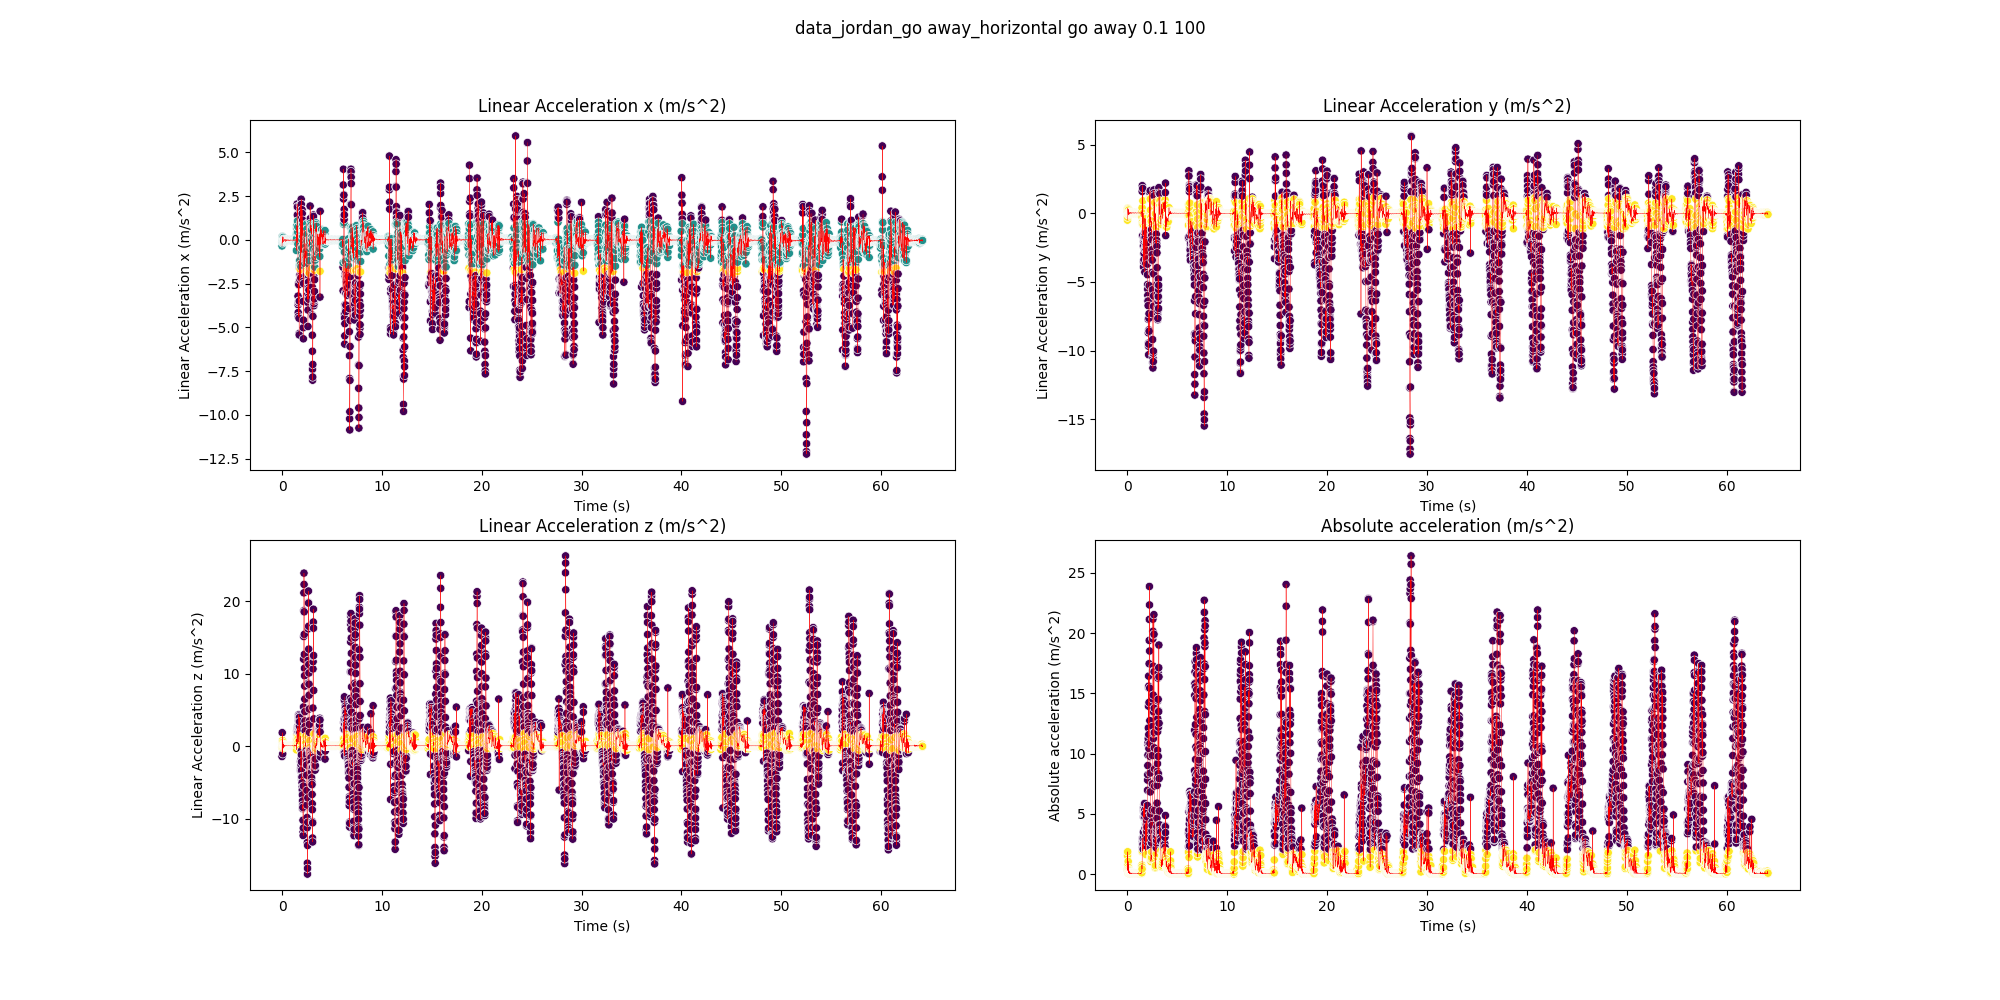 data_jordan_go away_horizontal go away 0.1 100
Linear Acceleration x (m/s^2)
Linear Acceleration x (m/s^2)
5.0
2.5
0.0
−2.5
−5.0
−7.5
−10.0
−12.5
0 10 20 30 40 50 60
Time (s)
Linear Acceleration y (m/s^2)
Linear Acceleration y (m/s^2)
5
0
−5
−10
−15
0 10 20 30 40 50 60
Time (s)
Linear Acceleration z (m/s^2)
Linear Acceleration z (m/s^2)
20
10
0
−10
0 10 20 30 40 50 60
Time (s)
Absolute acceleration (m/s^2)
Absolute acceleration (m/s^2)
25
20
15
10
5
0
0 10 20 30 40 50 60
Time (s)